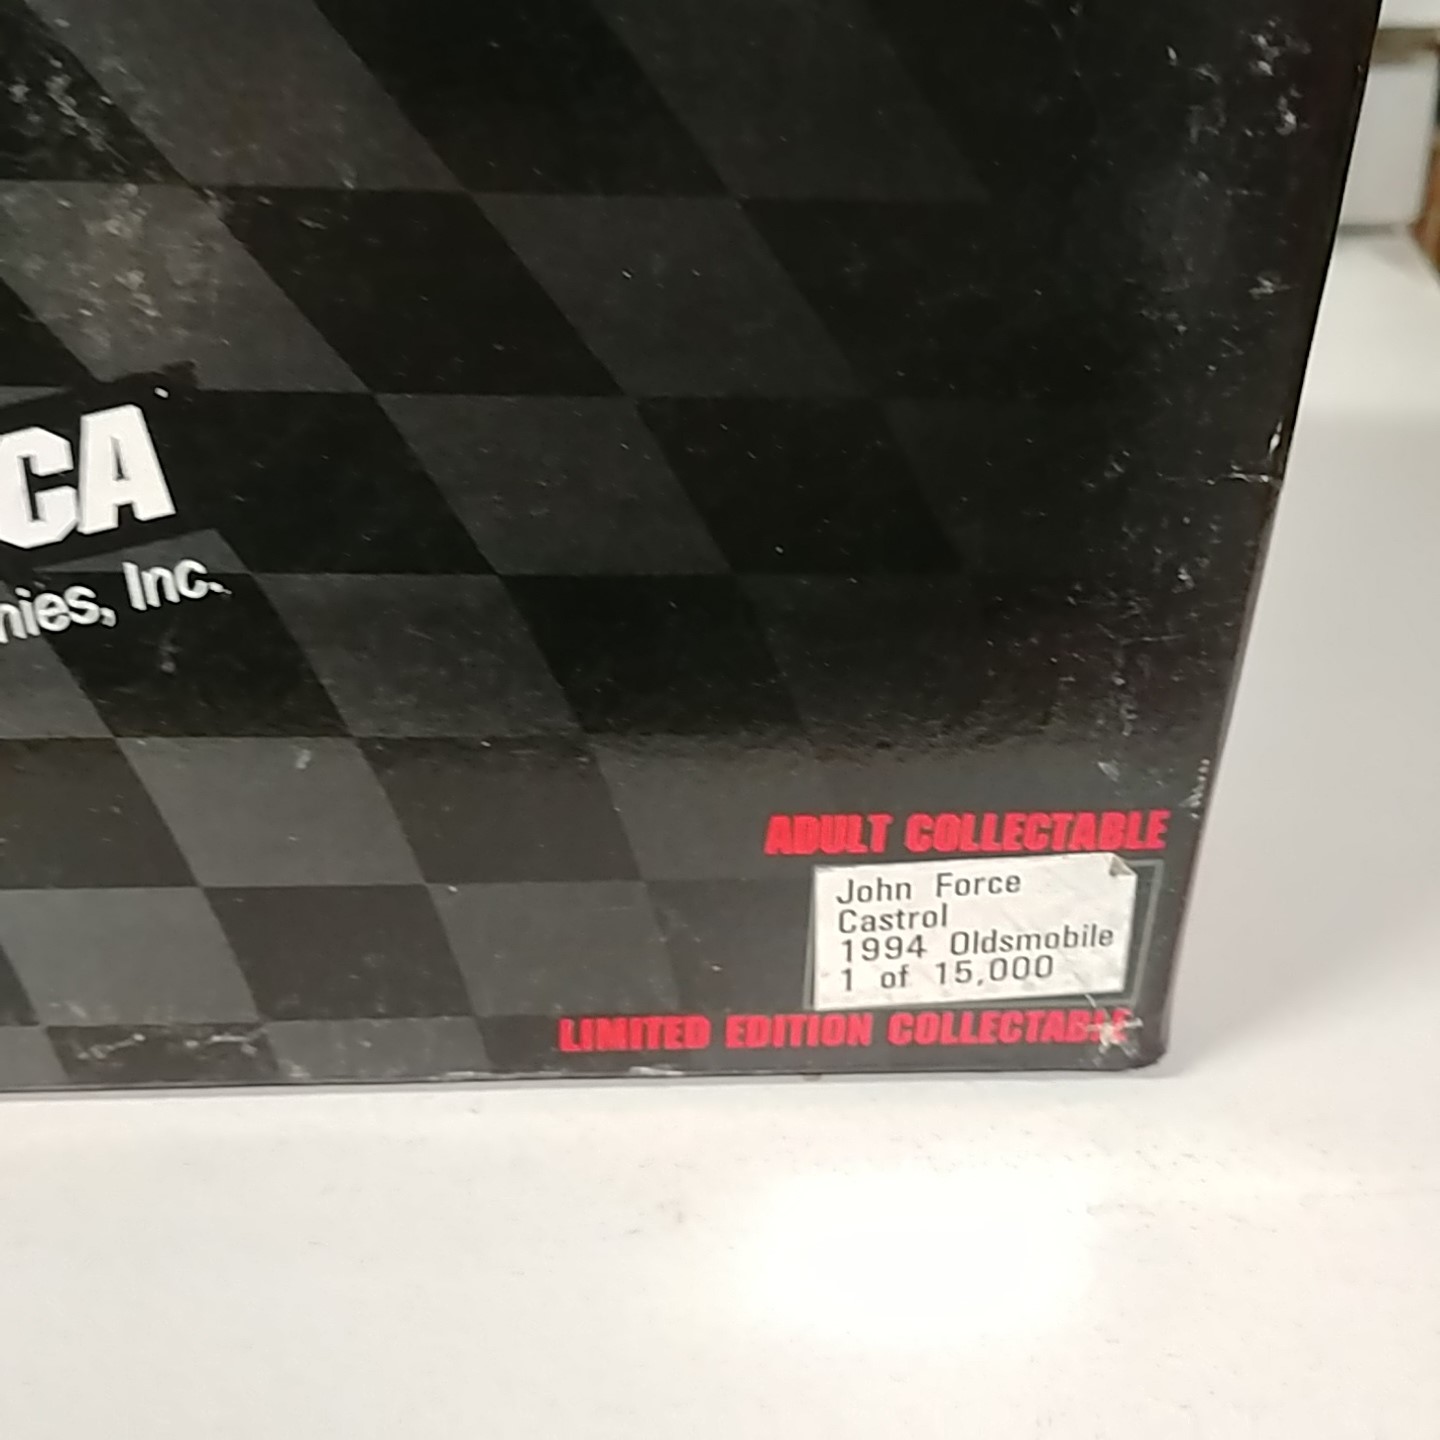 CA
nies, Inc.
ADULT COLLECTABLE
John Force
Castrol
1994 Oldsmobile
1 of 15,000
LIMITED EDITION COLLECTABLE